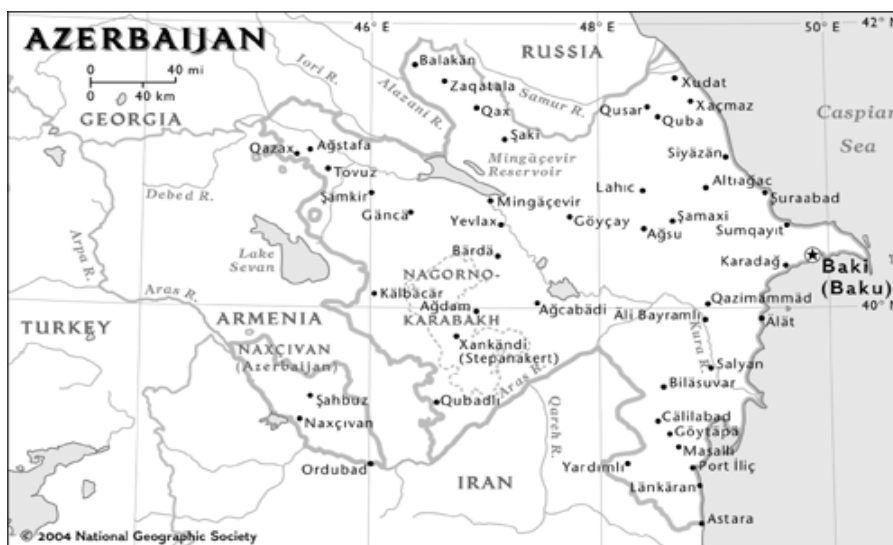 46° E
48° E
50° E
42° N
AZERBAIJAN
0 40 mi
0 40 km
RUSSIA
GEORGIA
Iori R.
Alazani R.
Samur R.
Balakän
Zaqatala
Qax
Şäki
Xudat
Qusar
Xaçmaz
Quba
Caspian
Sea
Qazax
Ağstafa
Tovuz
Mingäçevir
Reservoir
Siyäzän
Debed R.
Şämkir
Gäncä
Mingäçevir
Yevlax
Lahıc
Altıağac
Şuraabad
Göyçay
Şamaxi
Ağsu
Sumqayıt
Arpa R.
Lake
Sevan
Bärdä
Karadağ
Baki
(Baku)
NAGORNO-
KARABAKH
Aras R.
Kälbäcär
Ağdam
Ağcabädi
Qazimämmäd
40° N
TURKEY
ARMENIA
Äli Bayramlı
Älät
Xankändi
(Stepanakert)
Kura R.
NAXÇIVAN
(Azerbaijan)
Aras R.
Salyan
Şahbuz
Naxçıvan
Qubadlı
Biläsuvar
Qareh R.
Cälilabad
Göytäpä
Masallı
Ordubad
IRAN
Yardımlı
Port İliç
Länkäran
Astara
© 2004 National Geographic Society